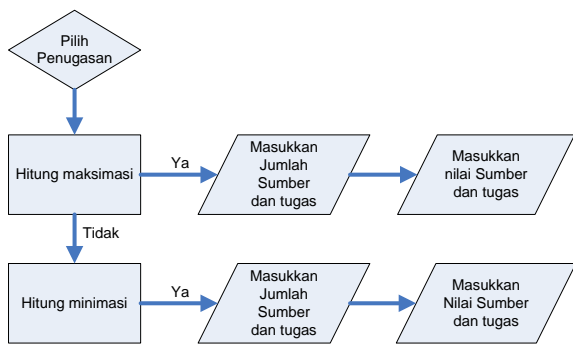 Pilih
Penugasan
Hitung maksimasi
Ya
Masukkan
Jumlah
Sumber
dan tugas
Masukkan
nilai Sumber
dan tugas
Tidak
Hitung minimasi
Ya
Masukkan
Jumlah
Sumber
dan tugas
Masukkan
Nilai Sumber
dan tugas